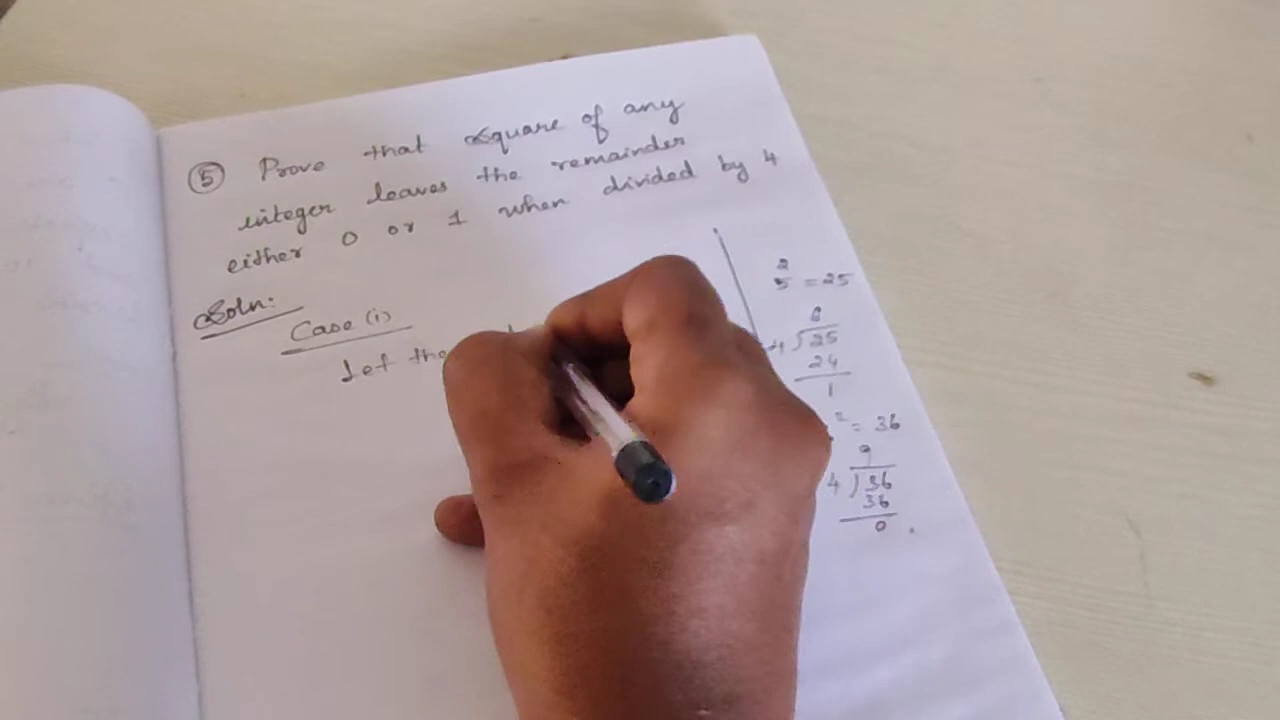 5 Prove that square of any
integer leaves the remainder
either 0 or 1 when divided by 4
Soln:
Case (i)
Let the
5² = 25
6
4 ) 25
24
1
² = 36
9
4 ) 36
36
0